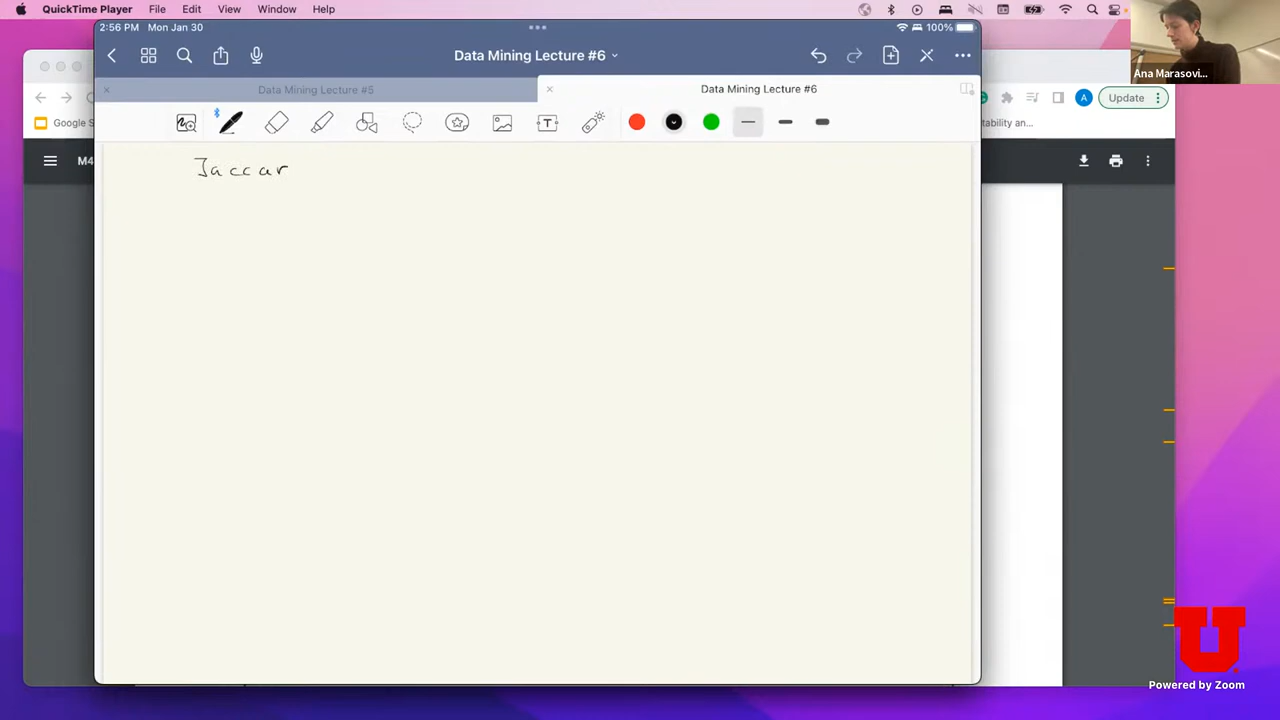 QuickTime Player File Edit View Window Help
2:56 PM Mon Jan 30
100%
Data Mining Lecture #6
Ana Marasovi...
Data Mining Lecture #5
Data Mining Lecture #6
A
Update
Google S
tability an...
T
M4
Jaccar
U
Powered by Zoom